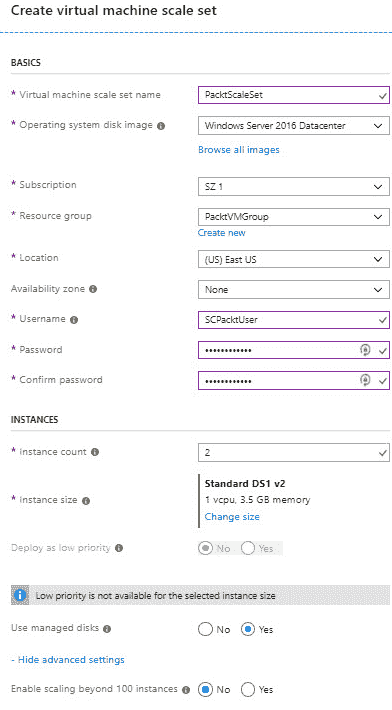 Create virtual machine scale set
BASICS
* Virtual machine scale set name PacktScaleSet
* Operating system disk image Windows Server 2016 Datacenter
Browse all images
* Subscription SZ 1
* Resource group PacktVMGroup
Create new
* Location (US) East US
Availability zone None
* Username SCPacktUser
* Password ••••••••••••
* Confirm password ••••••••••••
INSTANCES
* Instance count 2
Standard DS1 v2
* Instance size 1 vcpu, 3.5 GB memory
Change size
Deploy as low priority No Yes
Low priority is not available for the selected instance size
Use managed disks No Yes
- Hide advanced settings
Enable scaling beyond 100 instances No Yes